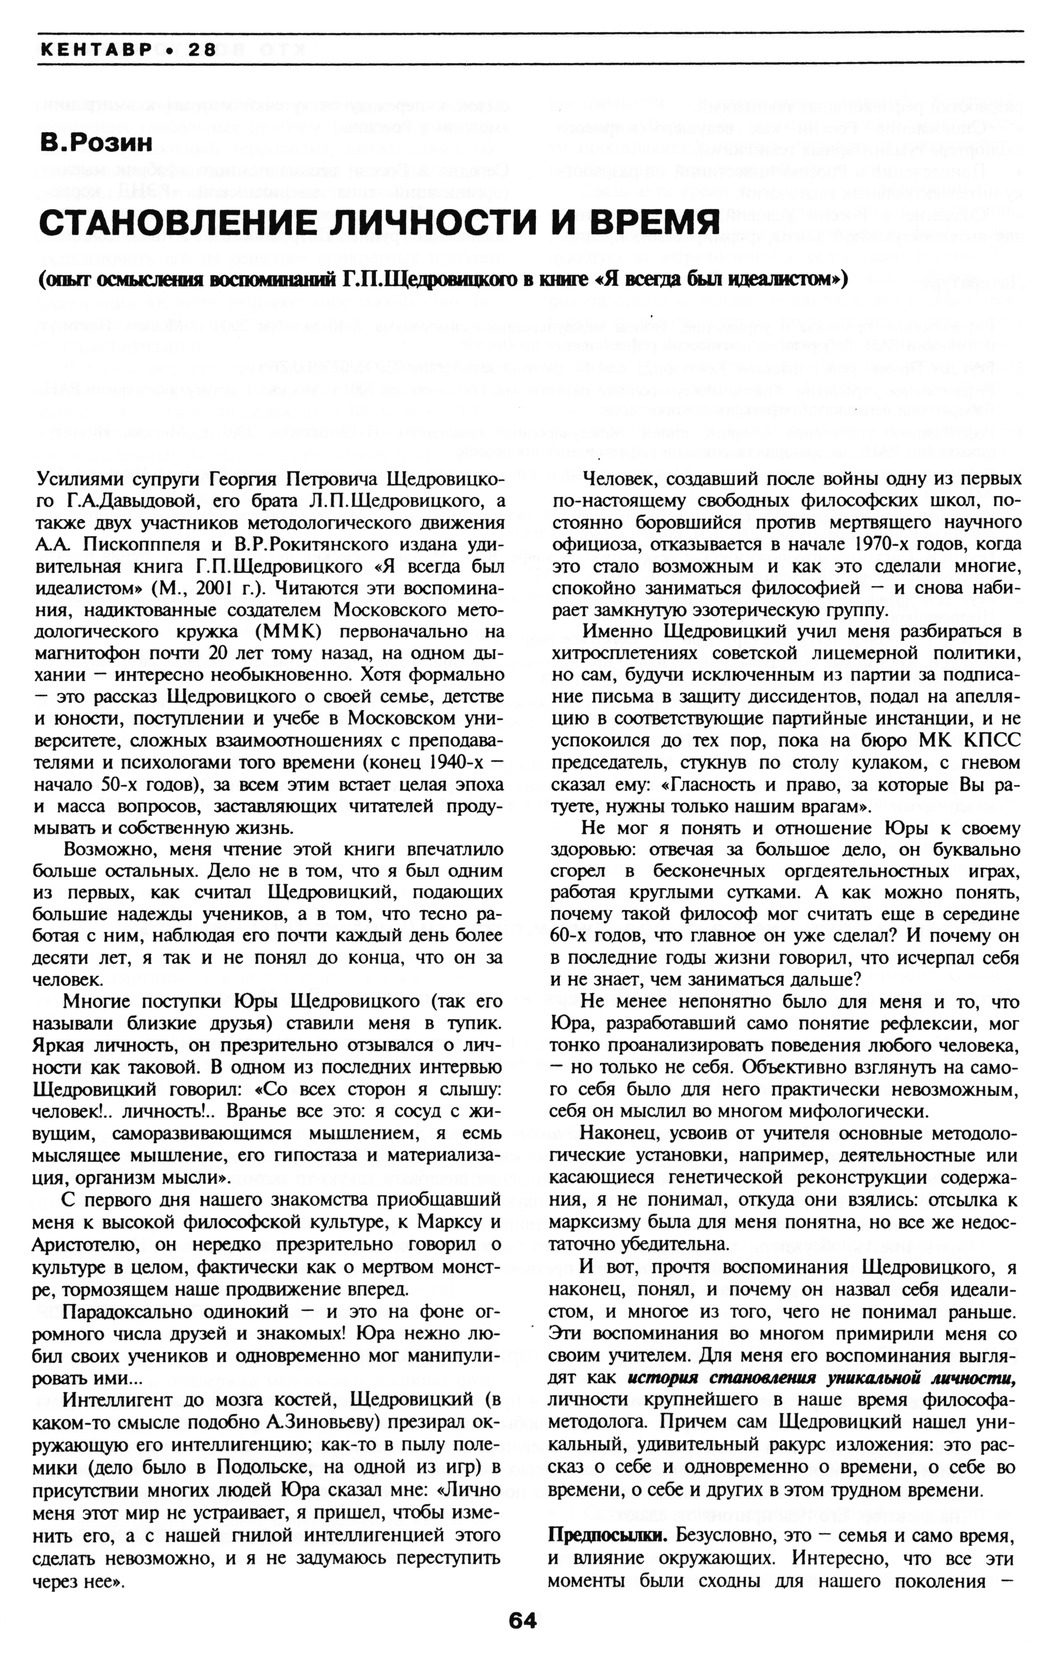 КЕНТАВР • 28
В.Розин
СТАНОВЛЕНИЕ ЛИЧНОСТИ И ВРЕМЯ
(опыт осмысления воспоминаний Г.П.Щедровицкого в книге «Я всегда был идеалистом»)
Усилиями супруги Георгия Петровича Щедровицко-
го Г.А.Давыдовой, его брата Л.П.Щедровицкого, а
также двух участников методологического движения
А.А. Пископппеля и В.Р.Рокитянского издана уди-
вительная книга Г.П.Щедровицкого «Я всегда был
идеалистом» (М., 2001 г.). Читаются эти воспомина-
ния, надиктованные создателем Московского мето-
дологического кружка (ММК) первоначально на
магнитофон почти 20 лет тому назад, на одном ды-
хании — интересно необыкновенно. Хотя формально
— это рассказ Щедровицкого о своей семье, детстве
и юности, поступлении и учебе в Московском уни-
верситете, сложных взаимоотношениях с преподава-
телями и психологами того времени (конец 1940-х —
начало 50-х годов), за всем этим встает целая эпоха
и масса вопросов, заставляющих читателей проду-
мывать и собственную жизнь.
Возможно, меня чтение этой книги впечатлило
больше остальных. Дело не в том, что я был одним
из первых, как считал Щедровицкий, подающих
большие надежды учеников, а в том, что тесно ра-
ботая с ним, наблюдая его почти каждый день более
десяти лет, я так и не понял до конца, что он за
человек.
Многие поступки Юры Щедровицкого (так его
называли близкие друзья) ставили меня в тупик.
Яркая личность, он презрительно отзывался о лич-
ности как таковой. В одном из последних интервью
Щедровицкий говорил: «Со всех сторон я слышу:
человек!.. личность!.. Вранье все это: я сосуд с жи-
вущим, саморазвивающимся мышлением, я есмь
мыслящее мышление, его гипостаза и материализа-
ция, организм мысли».
С первого дня нашего знакомства приобщавший
меня к высокой философской культуре, к Марксу и
Аристотелю, он нередко презрительно говорил о
культуре в целом, фактически как о мертвом монст-
ре, тормозящем наше продвижение вперед.
Парадоксально одинокий — и это на фоне ог-
ромного числа друзей и знакомых! Юра нежно лю-
бил своих учеников и одновременно мог манипули-
ровать ими...
Интеллигент до мозга костей, Щедровицкий (в
каком-то смысле подобно А.Зиновьеву) презирал ок-
ружающую его интеллигенцию; как-то в пылу поле-
мики (дело было в Подольске, на одной из игр) в
присутствии многих людей Юра сказал мне: «Лично
меня этот мир не устраивает, я пришел, чтобы изме-
нить его, а с нашей гнилой интеллигенцией этого
сделать невозможно, и я не задумаюсь переступить
через нее».
Человек, создавший после войны одну из первых
по-настоящему свободных философских школ, по-
стоянно боровшийся против мертвящего научного
официоза, отказывается в начале 1970-х годов, когда
это стало возможным и как это сделали многие,
спокойно заниматься философией — и снова наби-
рает замкнутую эзотерическую группу.
Именно Щедровицкий учил меня разбираться в
хитросплетениях советской лицемерной политики,
но сам, будучи исключенным из партии за подписа-
ние письма в защиту диссидентов, подал на апелля-
цию в соответствующие партийные инстанции, и не
успокоился до тех пор, пока на бюро МК КПСС
председатель, стукнув по столу кулаком, с гневом
сказал ему: «Гласность и право, за которые Вы ра-
туете, нужны только нашим врагам».
Не мог я понять и отношение Юры к своему
здоровью: отвечая за большое дело, он буквально
сгорел в бесконечных оргдеятельностных играх,
работая круглыми сутками. А как можно понять,
почему такой философ мог считать еще в середине
60-х годов, что главное он уже сделал? И почему он
в последние годы жизни говорил, что исчерпал себя
и не знает, чем заниматься дальше?
Не менее непонятно было для меня и то, что
Юра, разработавший само понятие рефлексии, мог
тонко проанализировать поведения любого человека,
— но только не себя. Объективно взглянуть на само-
го себя было для него практически невозможным,
себя он мыслил во многом мифологически.
Наконец, усвоив от учителя основные методоло-
гические установки, например, деятельностные или
касающиеся генетической реконструкции содержа-
ния, я не понимал, откуда они взялись: отсылка к
марксизму была для меня понятна, но все же недос-
таточно убедительна.
И вот, прочтя воспоминания Щедровицкого, я
наконец, понял, и почему он назвал себя идеали-
стом, и многое из того, чего не понимал раньше.
Эти воспоминания во многом примирили меня со
своим учителем. Для меня его воспоминания выгля-
дят как история становления уникальной личности,
личности крупнейшего в наше время философа-
методолога. Причем сам Щедровицкий нашел уни-
кальный, удивительный ракурс изложения: это рас-
сказ о себе и одновременно о времени, о себе во
времени, о себе и других в этом трудном времени.
Предпосылки. Безусловно, это — семья и само время,
и влияние окружающих. Интересно, что все эти
моменты были сходны для нашего поколения —
64